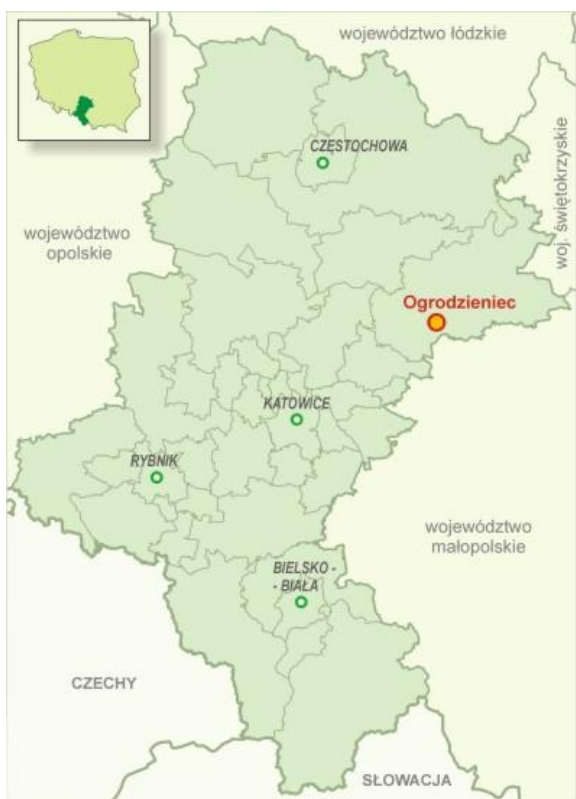 województwo łódzkie
CZĘSTOCHOWA
woj. świętokrzyskie
województwo
opolskie
Ogrodzieniec
KATOWICE
RYBNIK
województwo
małopolskie
BIELSKO -
- BIAŁA
CZECHY
SŁOWACJA